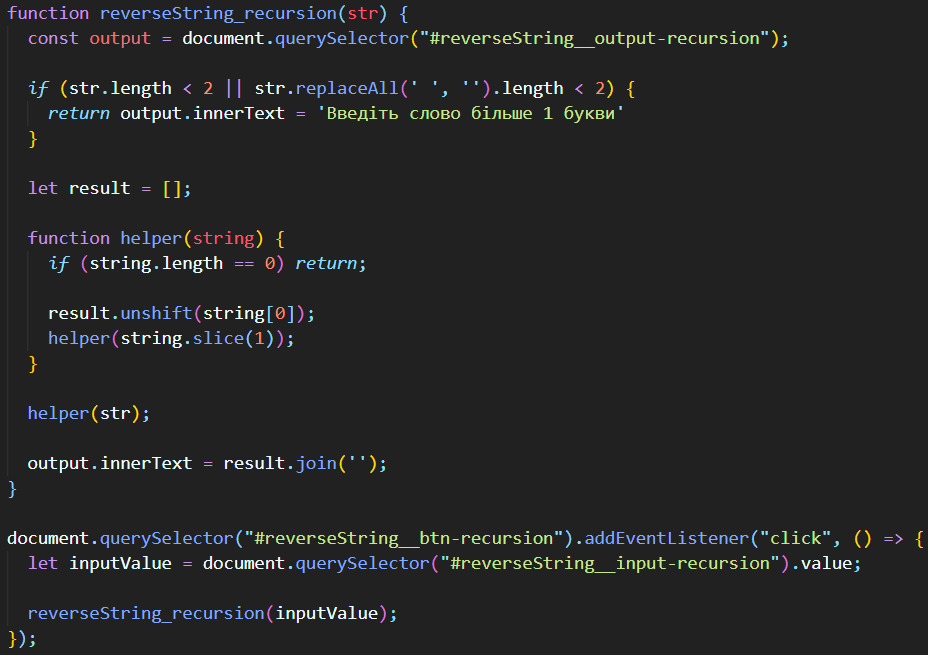 function reverseString_recursion(str) {
  const output = document.querySelector("#reverseString__output-recursion");
  if (str.length < 2 || str.replaceAll(' ', '').length < 2) {
    return output.innerText = 'Введіть слово більше 1 букви'
  }
  let result = [];
  function helper(string) {
    if (string.length == 0) return;
    result.unshift(string[0]);
    helper(string.slice(1));
  }
  helper(str);
  output.innerText = result.join('');
}
document.querySelector("#reverseString__btn-recursion").addEventListener("click", () => {
  let inputValue = document.querySelector("#reverseString__input-recursion").value;
  reverseString_recursion(inputValue);
});